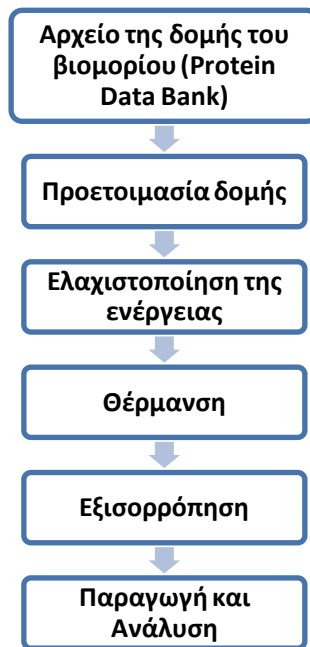 Αρχείο της δομής του
βιομορίου (Protein
Data Bank)
Προετοιμασία δομής
Ελαχιστοποίηση της
ενέργειας
Θέρμανση
Εξισορρόπηση
Παραγωγή και
Ανάλυση